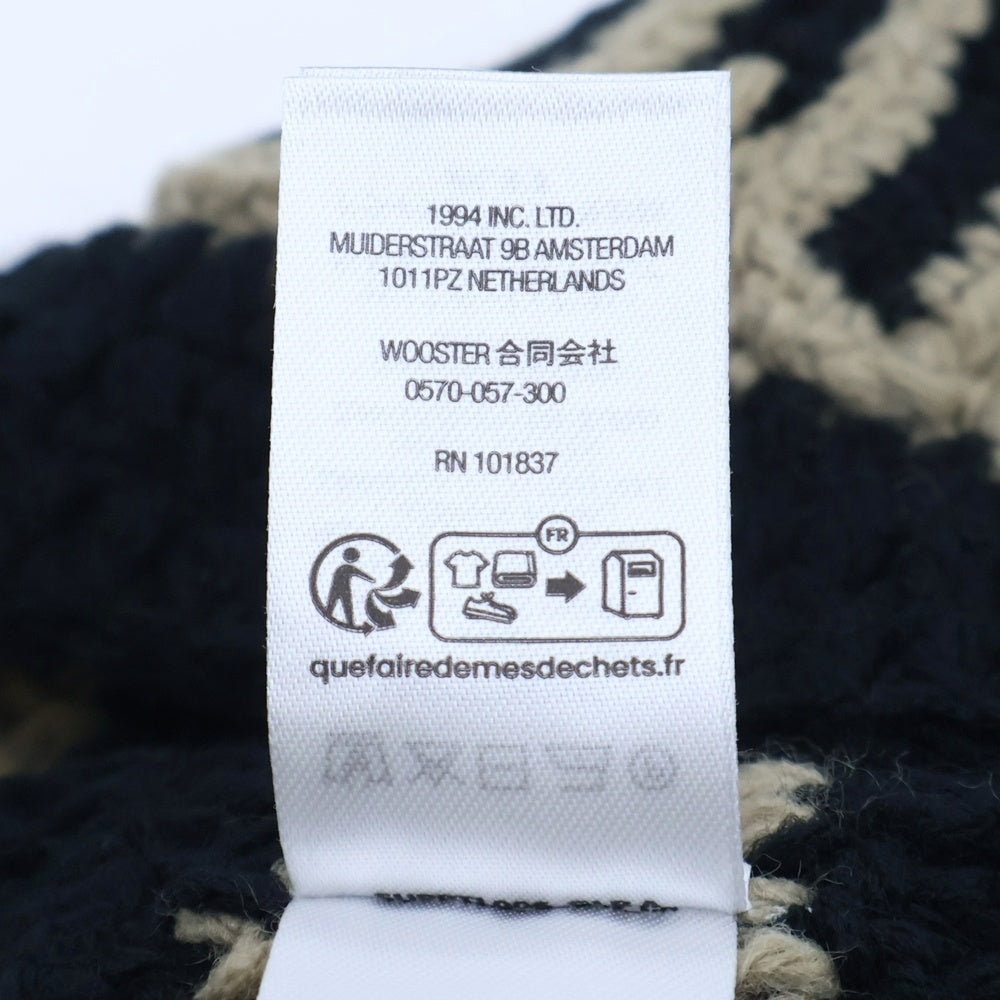 1994 INC. LTD.
MUIDERSTRAAT 9B AMSTERDAM
1011PZ NETHERLANDS
WOOSTER 合同会社
0570-057-300
RN 101837
FR
quefairedemesdechets.fr